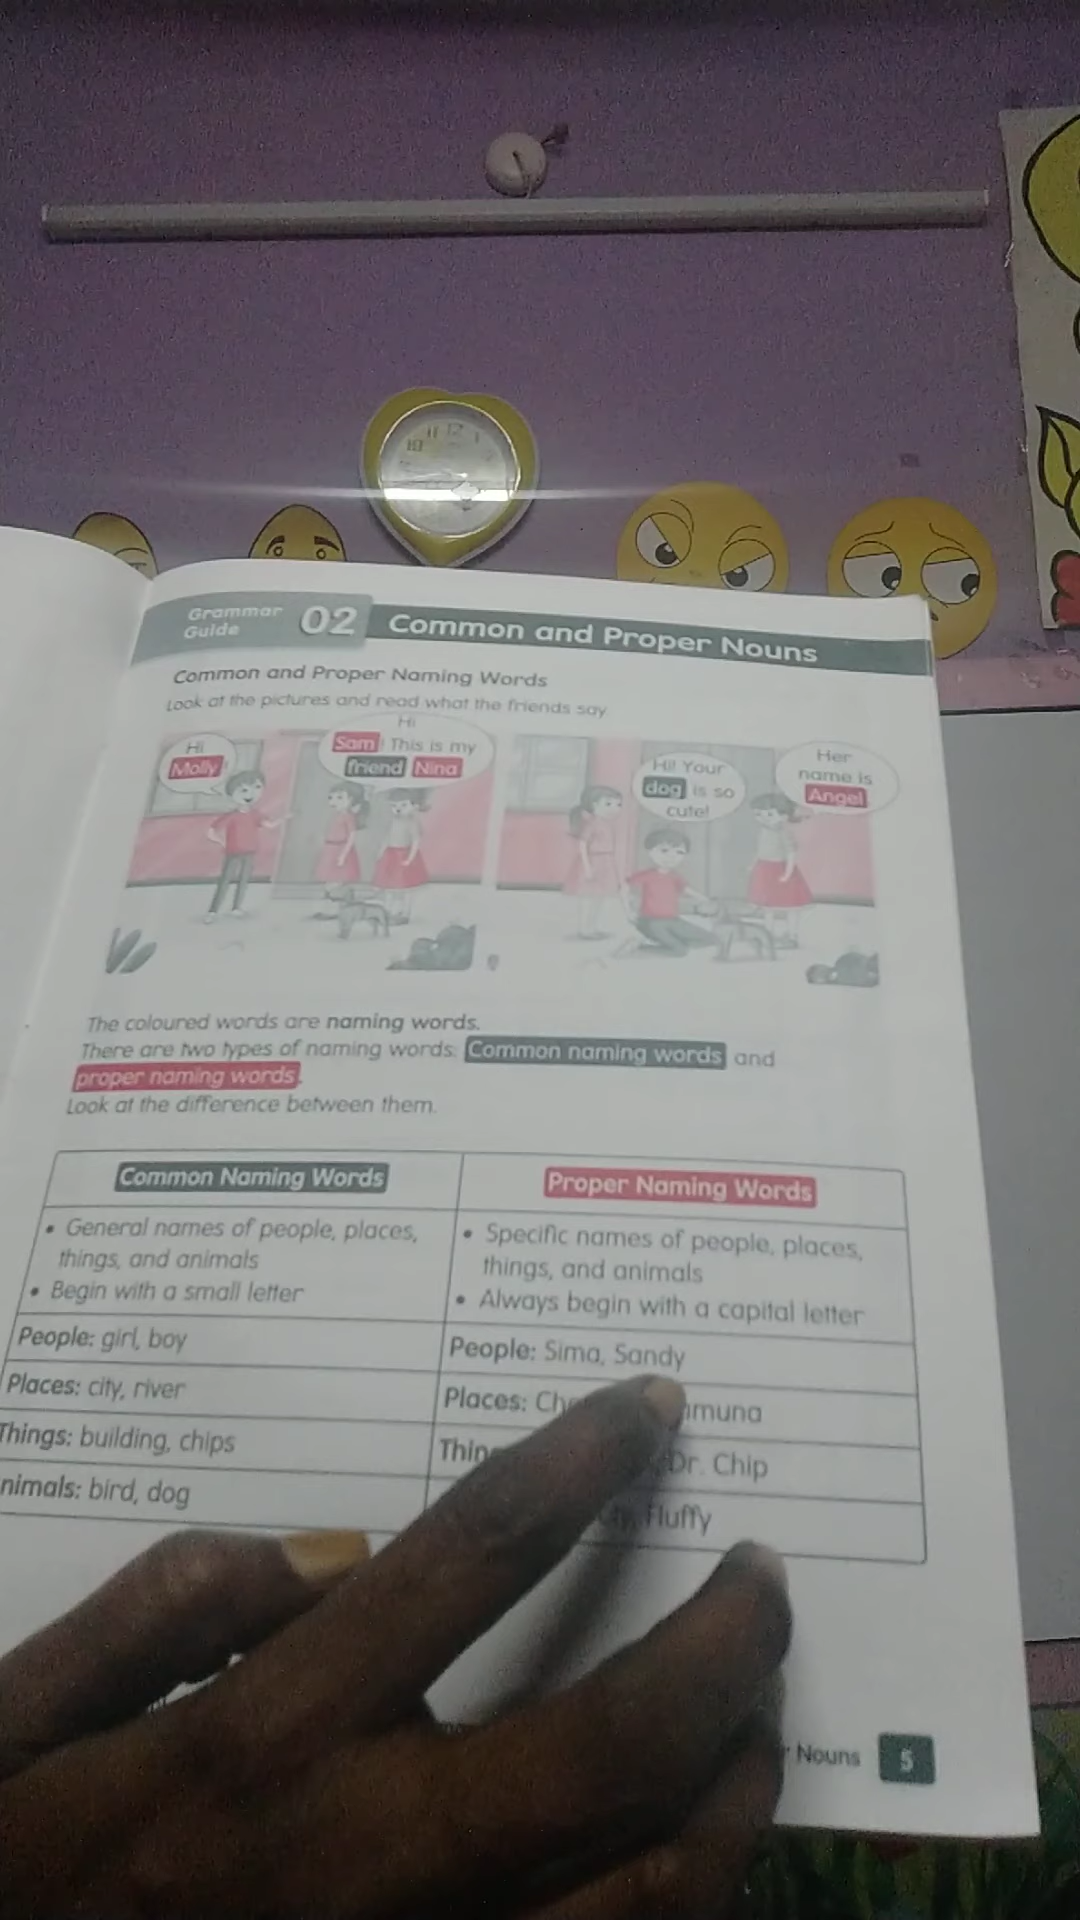 Grammar
Guide
02
Common and Proper Nouns
Common and Proper Naming Words
Look at the pictures and read what the friends say
Hi
Molly!
Hi
Sam! This is my
friend Nina
Hi! Your
dog is so
cute!
Her
name is
Angel
The coloured words are naming words.
There are two types of naming words: Common naming words and
proper naming words.
Look at the difference between them.
Common Naming Words
Proper Naming Words
• General names of people, places,
things, and animals
• Begin with a small letter
• Specific names of people, places,
things, and animals
• Always begin with a capital letter
People: girl, boy
People: Sima, Sandy
Places: city, river
Places:
Things: building, chips
Dr. Chip
nimals: bird, dog
Fluffy
Nouns
5